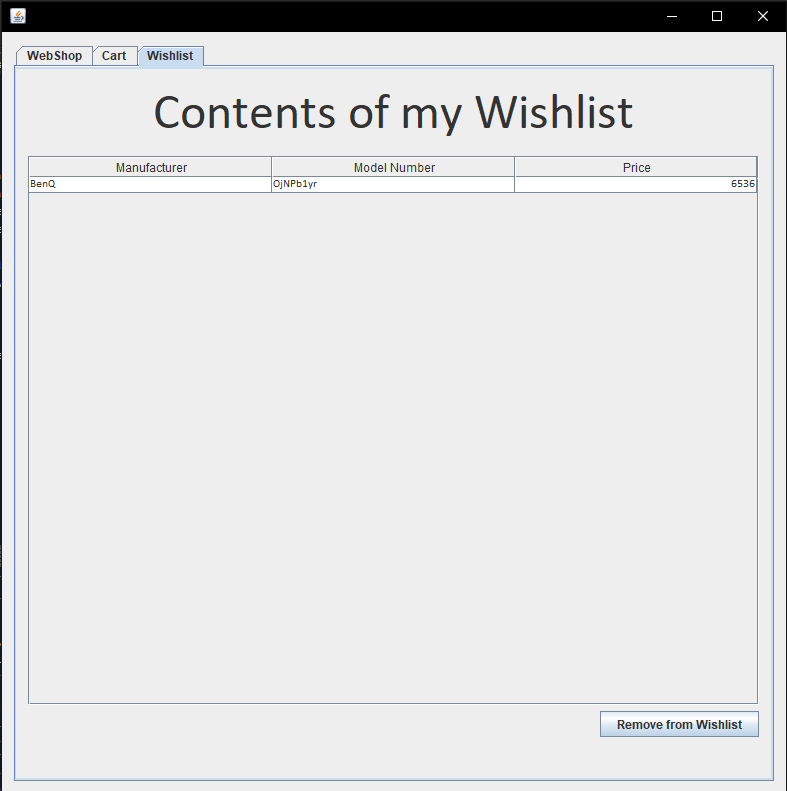 WebShop Cart Wishlist
Contents of my Wishlist
Manufacturer Model Number Price
BenQ OjNPb1yr 6536
Remove from Wishlist